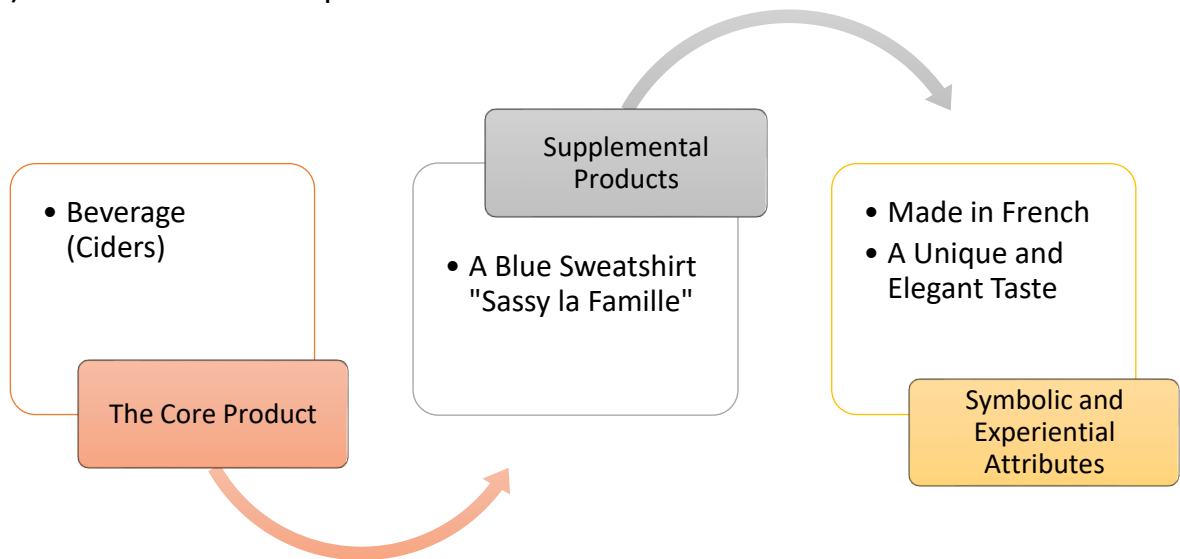 • Beverage
(Ciders)
The Core Product
Supplemental
Products
• A Blue Sweatshirt
"Sassy la Famille"
• Made in French
• A Unique and
Elegant Taste
Symbolic and
Experiential
Attributes